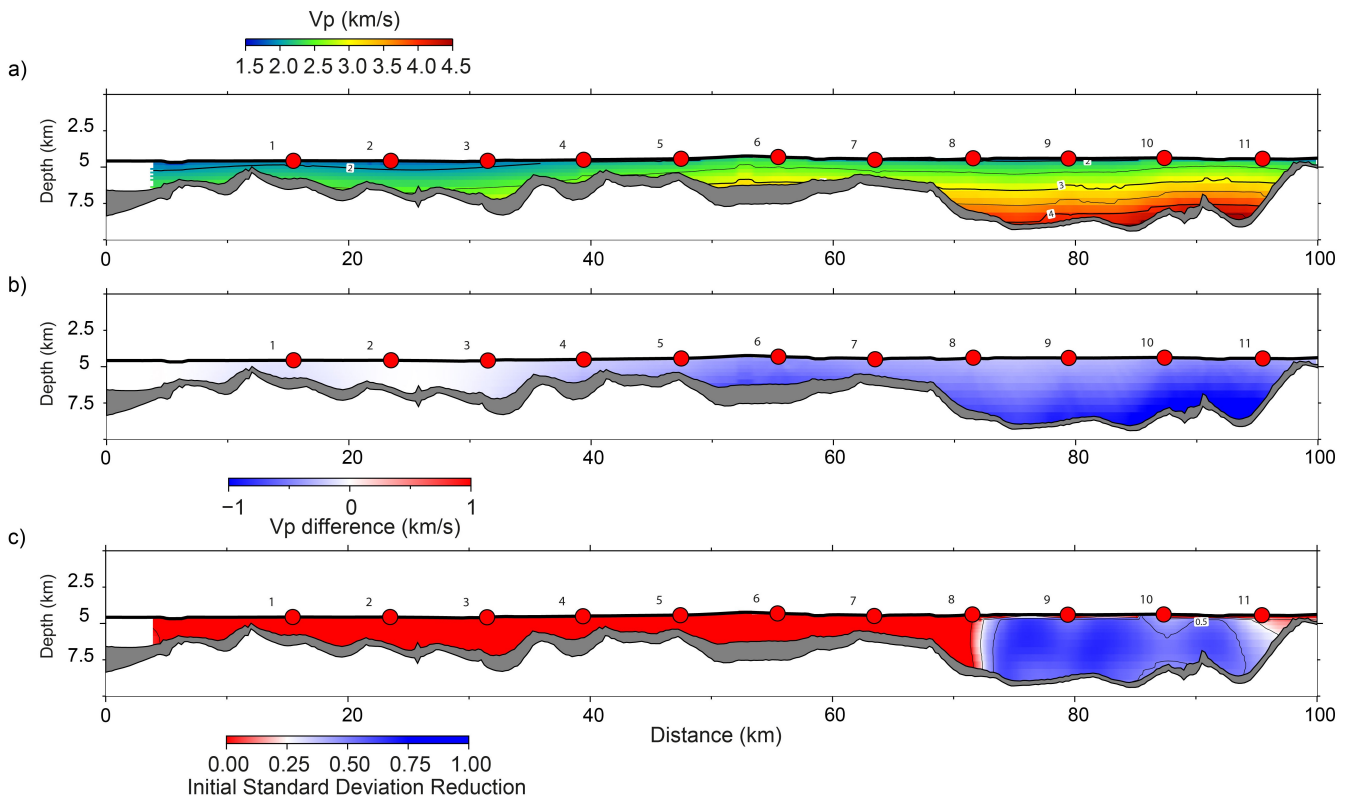 Vp (km/s)
1.5 2.0 2.5 3.0 3.5 4.0 4.5
a)
Depth (km)
2.5
5
7.5
1 2 3 4 5 6 7 8 9 10 11
2 2 3 4
0 20 40 60 80 100
b)
Depth (km)
2.5
5
7.5
1 2 3 4 5 6 7 8 9 10 11
0 20 40 60 80 100
−1 0 1
Vp difference (km/s)
c)
Depth (km)
2.5
5
7.5
1 2 3 4 5 6 7 8 9 10 11
0.5
0 20 40 60 80 100
Distance (km)
0.00 0.25 0.50 0.75 1.00
Initial Standard Deviation Reduction